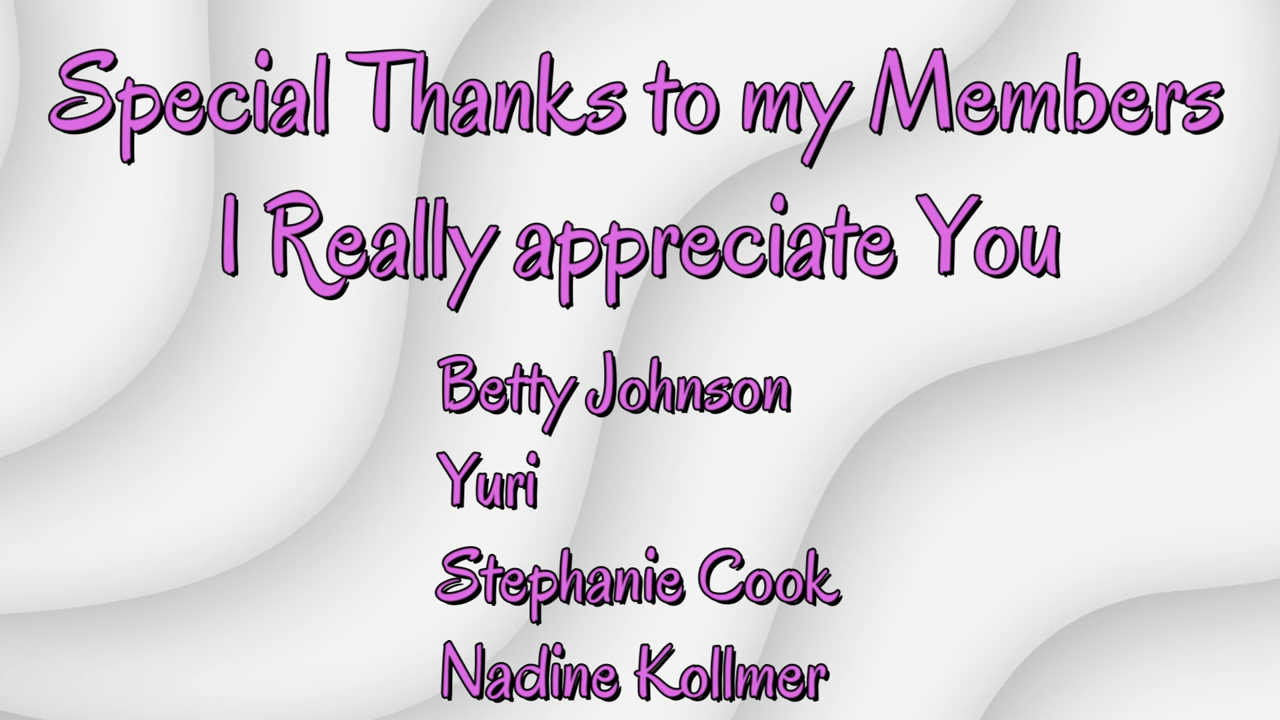 Special Thanks to my Members
I Really appreciate You
Betty Johnson
Yuri
Stephanie Cook
Nadine Kollmer